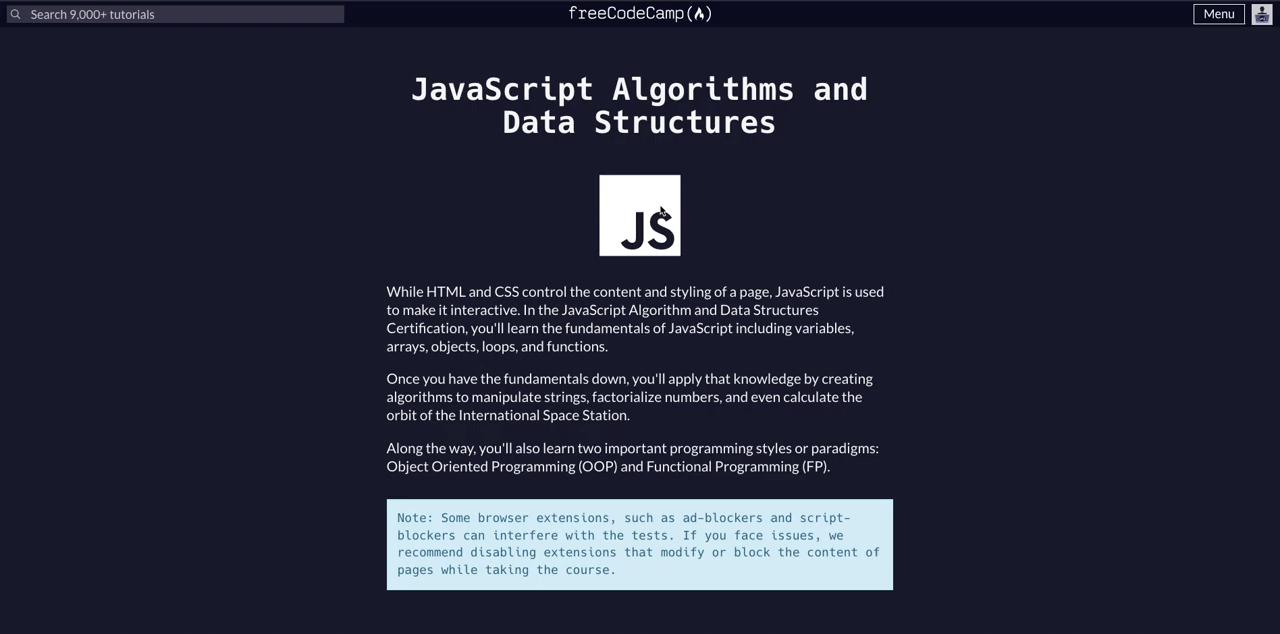 Search 9,000+ tutorials
freeCodeCamp
Menu
JavaScript Algorithms and
Data Structures
JS
While HTML and CSS control the content and styling of a page, JavaScript is used
to make it interactive. In the JavaScript Algorithm and Data Structures
Certification, you'll learn the fundamentals of JavaScript including variables,
arrays, objects, loops, and functions.
Once you have the fundamentals down, you'll apply that knowledge by creating
algorithms to manipulate strings, factorialize numbers, and even calculate the
orbit of the International Space Station.
Along the way, you'll also learn two important programming styles or paradigms:
Object Oriented Programming (OOP) and Functional Programming (FP).
Note: Some browser extensions, such as ad-blockers and script-
blockers can interfere with the tests. If you face issues, we
recommend disabling extensions that modify or block the content of
pages while taking the course.